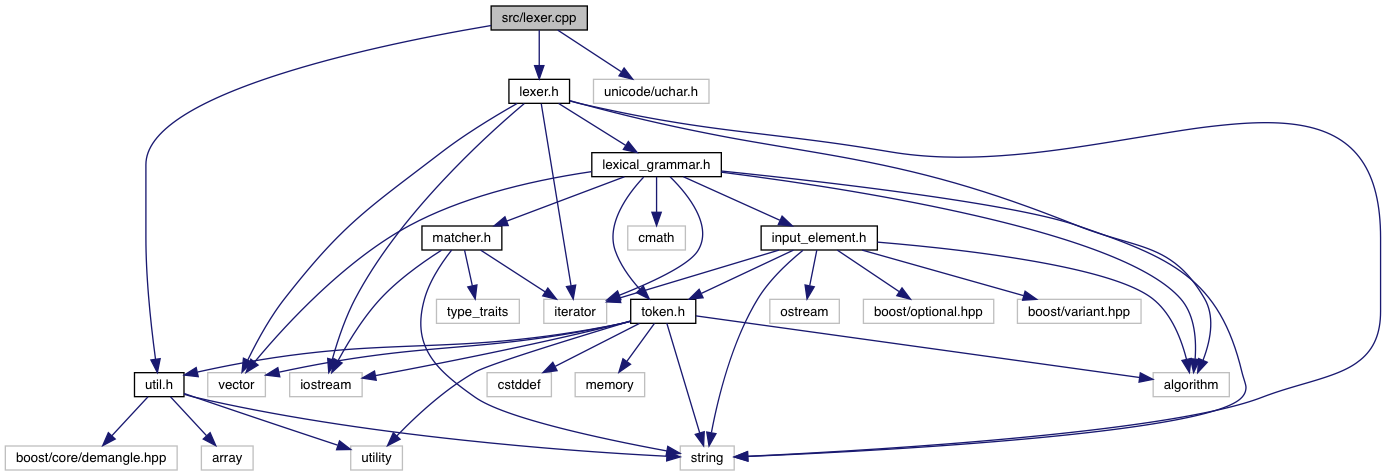 src/lexer.cpp
lexer.h
unicode/uchar.h
lexical_grammar.h
matcher.h
cmath
input_element.h
type_traits
iterator
token.h
ostream
boost/optional.hpp
boost/variant.hpp
util.h
vector
iostream
cstddef
memory
algorithm
boost/core/demangle.hpp
array
utility
string